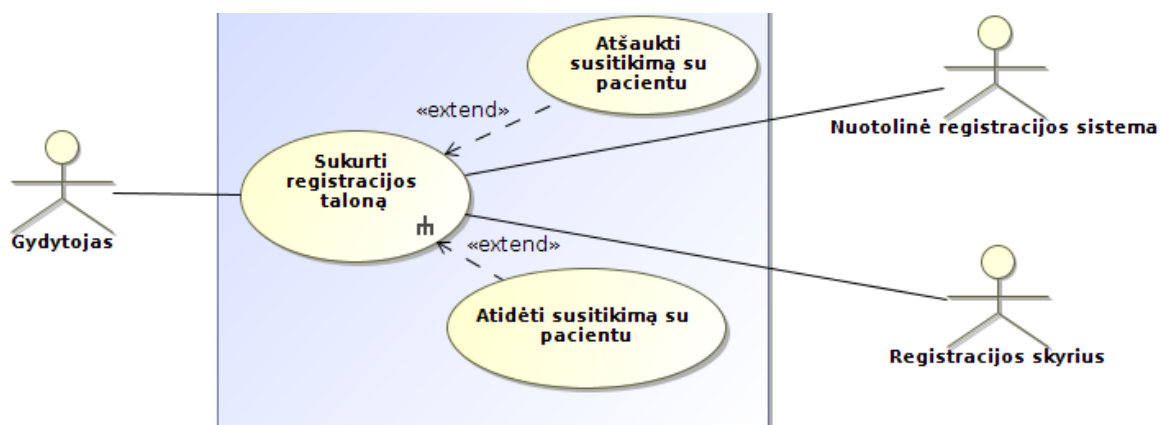 Atšaukti
susitikimą su
pacientu
«extend»
Nuotolinė registracijos sistema
Sukurti
registracijos
taloną
Gydytojas
«extend»
Atidėti susitikimą su
pacientu
Registracijos skyrius